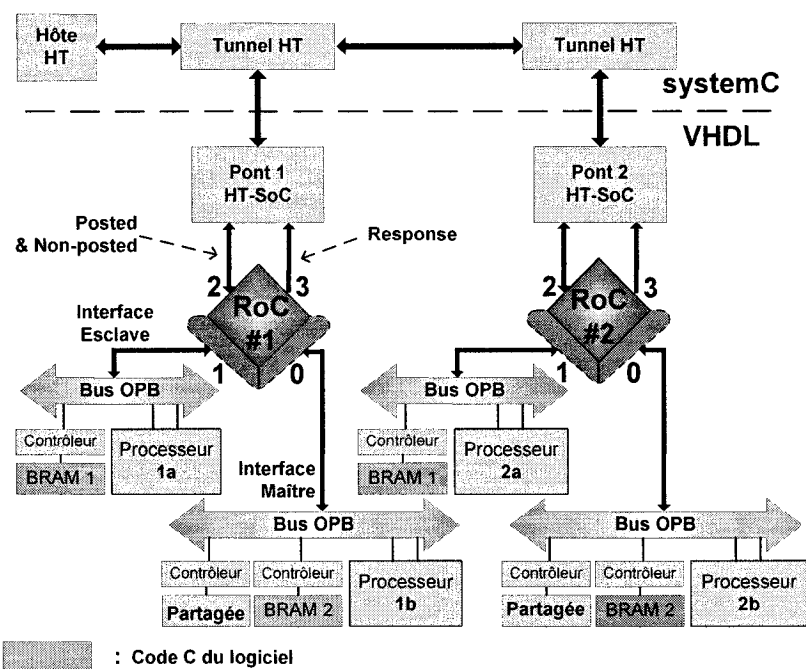 Hôte
HT
Tunnel HT
Tunnel HT
systemC
VHDL
Pont 1
HT-SoC
Pont 2
HT-SoC
Posted
& Non-posted
Response
2
3
RoC
#1
1
0
2
3
RoC
#2
1
0
Interface
Esclave
Bus OPB
Bus OPB
Contrôleur
BRAM 1
Processeur
1a
Contrôleur
BRAM 1
Processeur
2a
Interface
Maître
Bus OPB
Bus OPB
Contrôleur
Partagée
Contrôleur
BRAM 2
Processeur
1b
Contrôleur
Partagée
Contrôleur
BRAM 2
Processeur
2b
: Code C du logiciel